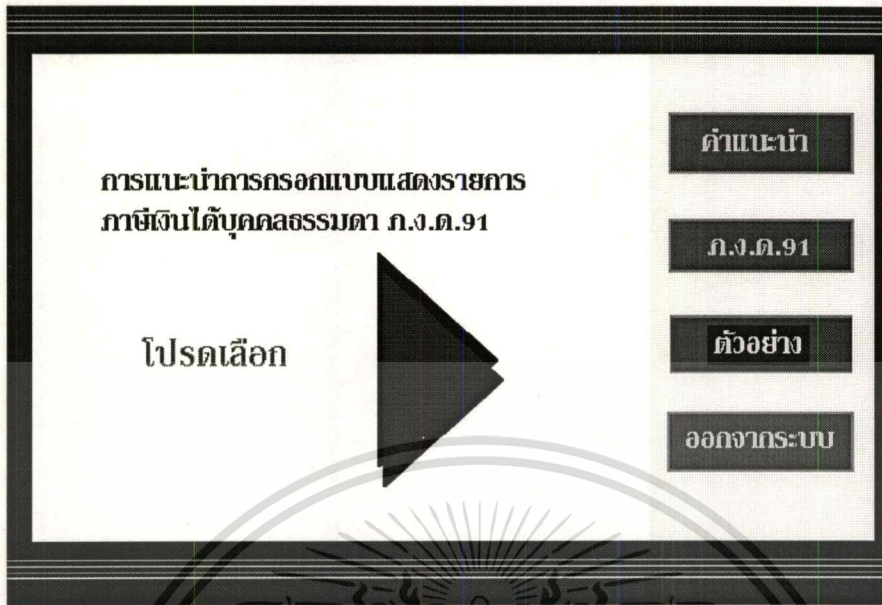 การแนะนำการกรอกแบบแสดงรายการ
ภาษีเงินได้บุคคลธรรมดา ภ.ง.ด.91
โปรดเลือก
คำแนะนำ
ภ.ง.ด.91
ตัวอย่าง
ออกจากระบบ